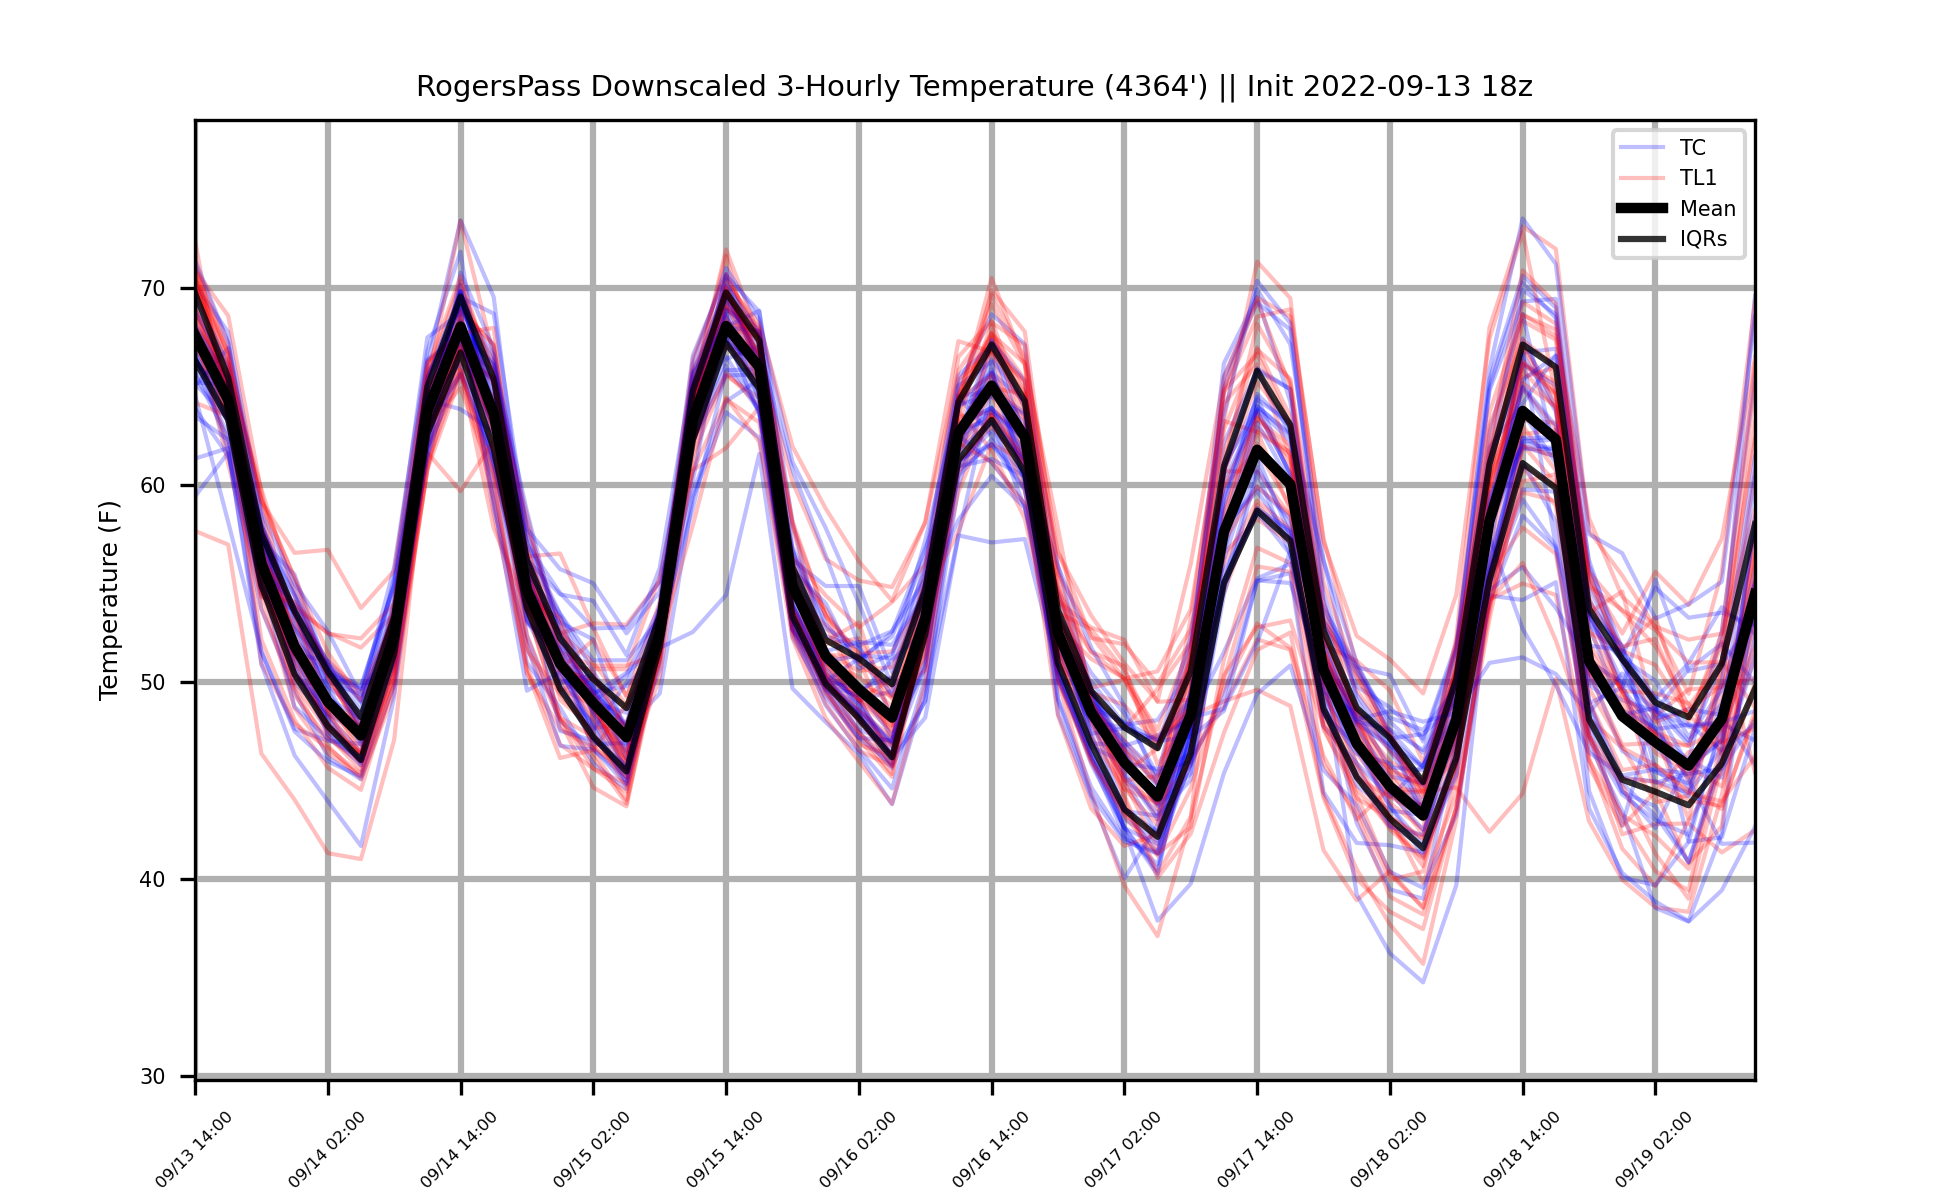 RogersPass Downscaled 3-Hourly Temperature (4364') || Init 2022-09-13 18z
TC
TL1
Mean
IQRs
Temperature (F)
70
60
50
40
30
09/13 14:00
09/14 02:00
09/14 14:00
09/15 02:00
09/15 14:00
09/16 02:00
09/16 14:00
09/17 02:00
09/17 14:00
09/18 02:00
09/18 14:00
09/19 02:00